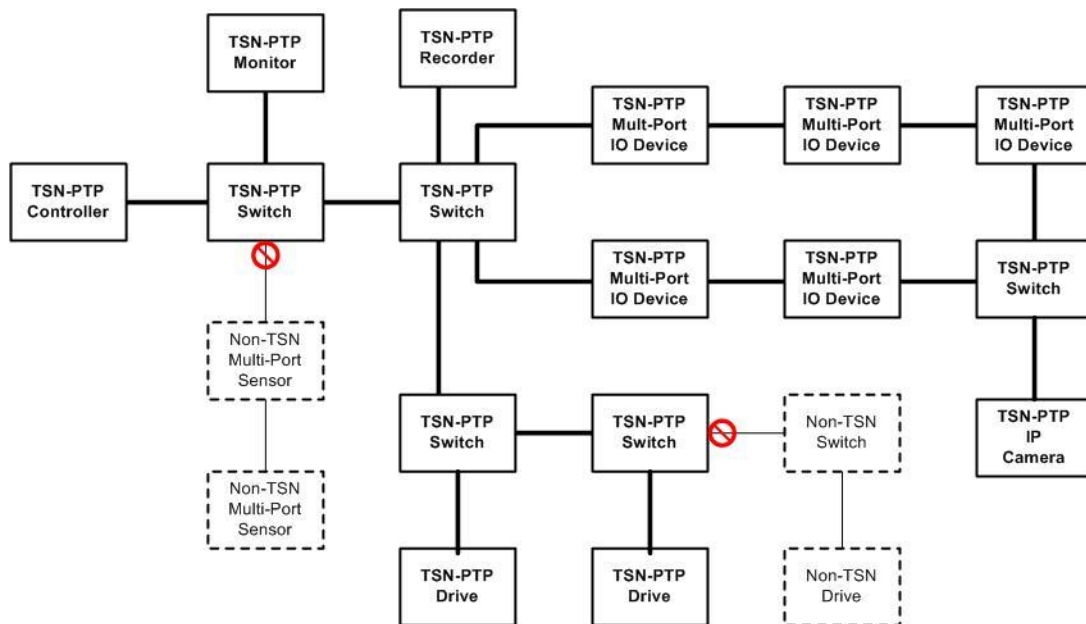 TSN-PTP
Monitor
TSN-PTP
Recorder
TSN-PTP
Mult-Port
IO Device
TSN-PTP
Multi-Port
IO Device
TSN-PTP
Multi-Port
IO Device
TSN-PTP
Controller
TSN-PTP
Switch
TSN-PTP
Switch
TSN-PTP
Multi-Port
IO Device
TSN-PTP
Multi-Port
IO Device
TSN-PTP
Switch
Non-TSN
Multi-Port
Sensor
TSN-PTP
Switch
TSN-PTP
Switch
Non-TSN
Switch
TSN-PTP
IP
Camera
Non-TSN
Multi-Port
Sensor
TSN-PTP
Drive
TSN-PTP
Drive
Non-TSN
Drive